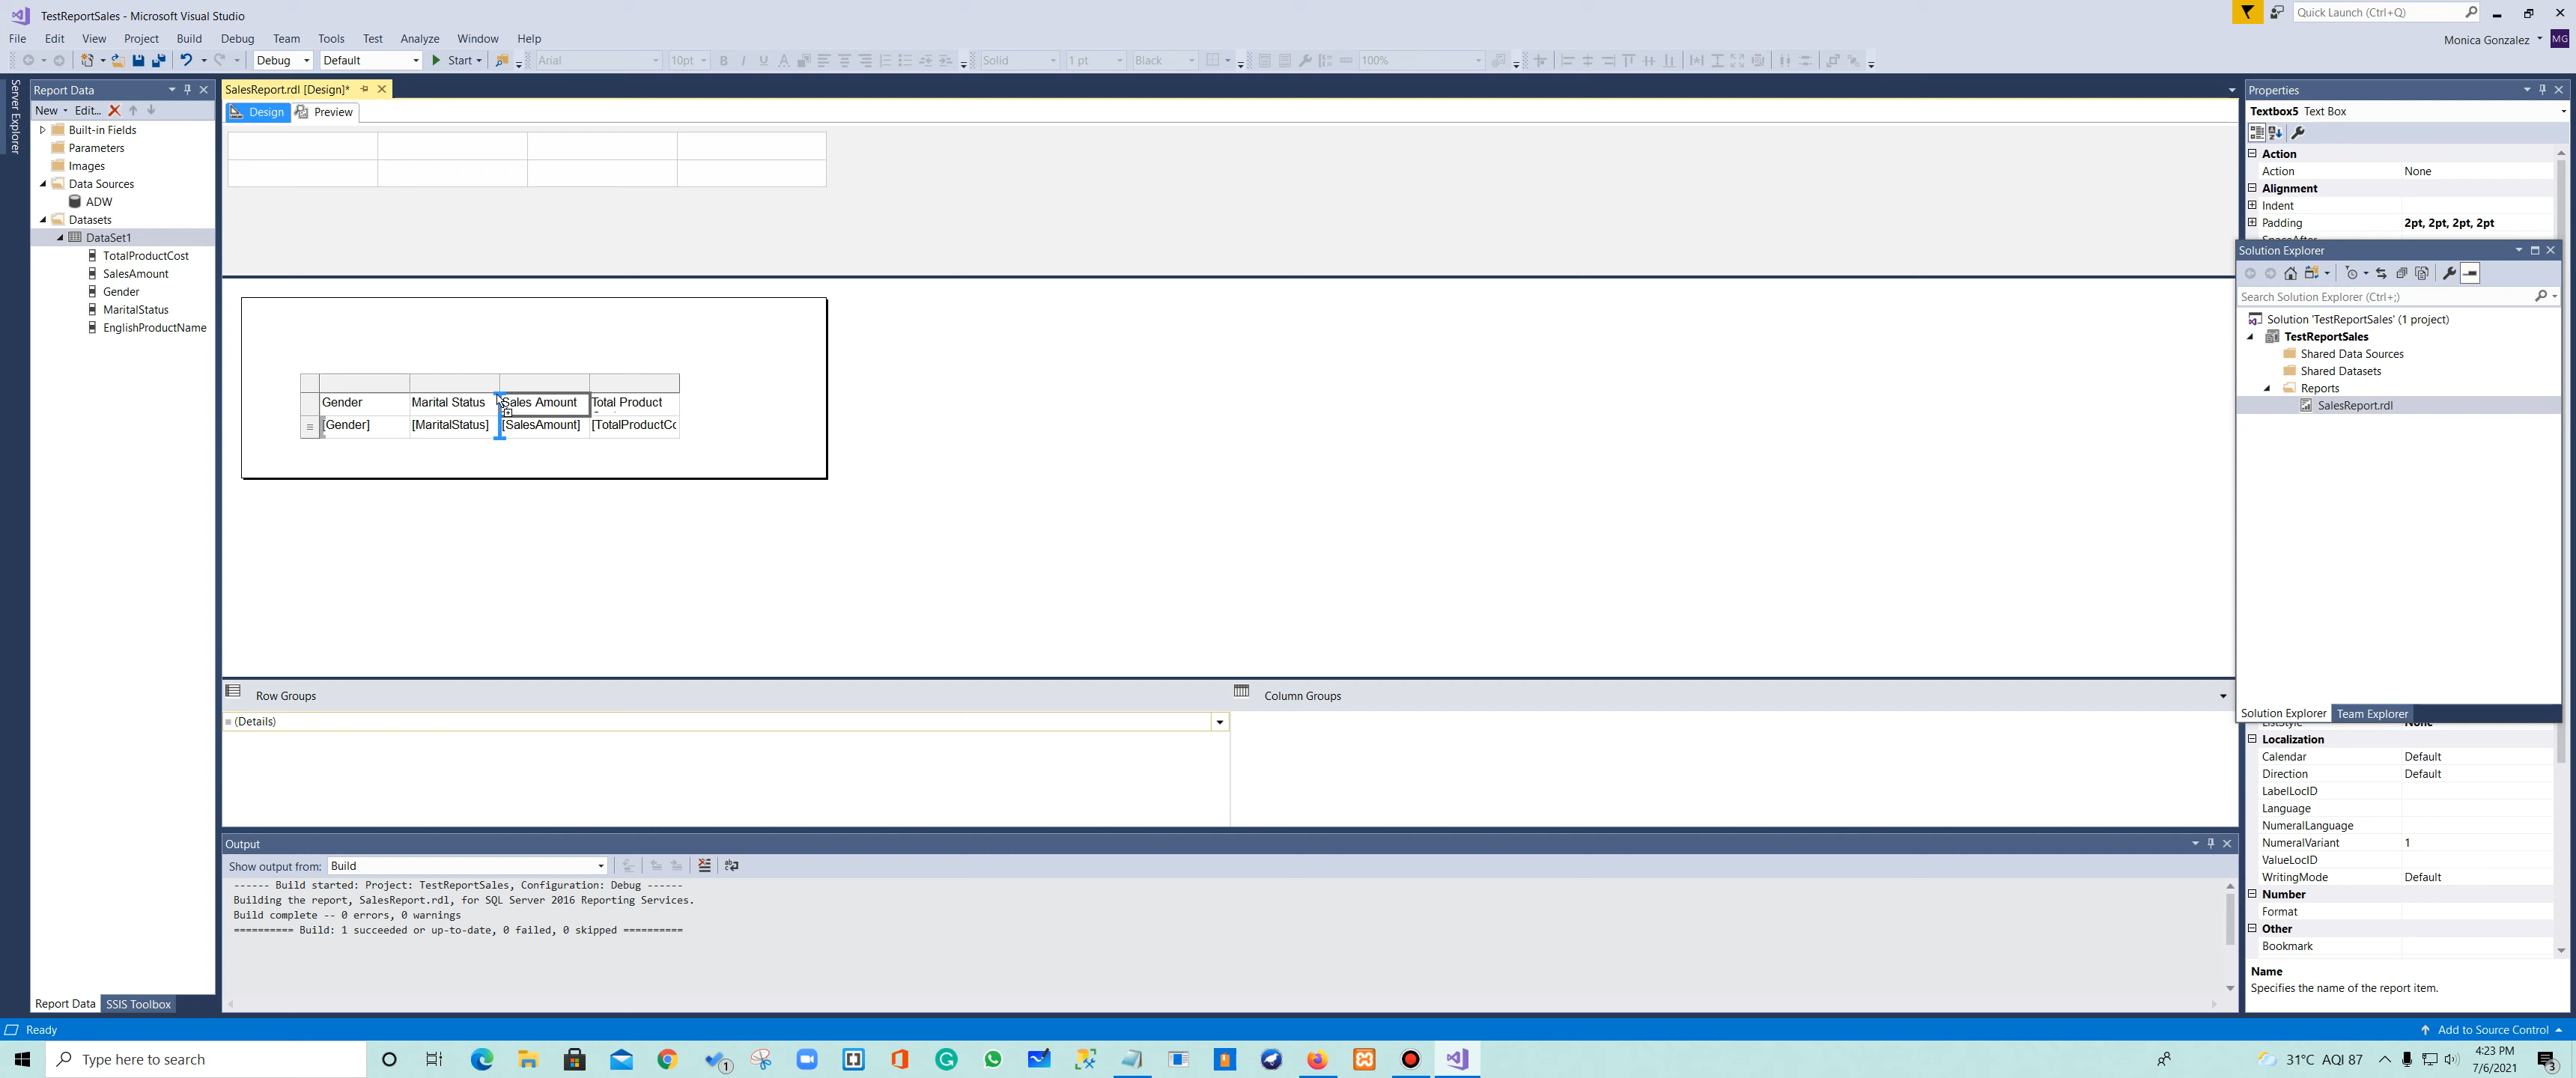 TestReportSales - Microsoft Visual Studio
Quick Launch (Ctrl+Q)
File Edit View Project Build Debug Team Tools Test Analyze Window Help
Monica Gonzalez MG
Debug Default Start Arial 10pt B I U A Solid 1 pt Black 100%
Server Explorer
Report Data
SalesReport.rdl [Design]*
Properties
New Edit...
Design Preview
Textbox5 Text Box
Built-in Fields
Parameters
Images
Data Sources
ADW
Datasets
DataSet1
TotalProductCost
SalesAmount
Gender
MaritalStatus
EnglishProductName
Action
Action None
Alignment
Indent
Padding 2pt, 2pt, 2pt, 2pt
Solution Explorer
Search Solution Explorer (Ctrl+;)
Solution 'TestReportSales' (1 project)
TestReportSales
Shared Data Sources
Shared Datasets
Reports
SalesReport.rdl
Gender Marital Status Sales Amount Total Product
[Gender] [MaritalStatus] [SalesAmount] [TotalProductCo
Row Groups
Column Groups
(Details)
Solution Explorer Team Explorer
Localization
Calendar Default
Direction Default
LabelLocID
Language
NumeralLanguage
NumeralVariant 1
ValueLocID
WritingMode Default
Number
Format
Other
Bookmark
Name
Specifies the name of the report item.
Output
Show output from: Build
------ Build started: Project: TestReportSales, Configuration: Debug ------
Building the report, SalesReport.rdl, for SQL Server 2016 Reporting Services.
Build complete -- 0 errors, 0 warnings
========== Build: 1 succeeded or up-to-date, 0 failed, 0 skipped ==========
Report Data SSIS Toolbox
Ready
Add to Source Control
Type here to search
1
31°C AQI 87
4:23 PM
7/6/2021
3